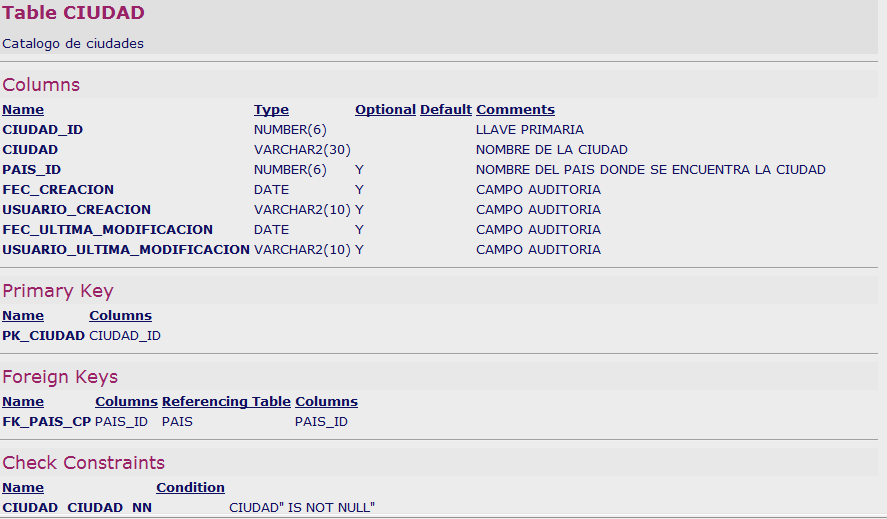 Table CIUDAD
Catalogo de ciudades
Columns
Name Type Optional Default Comments
CIUDAD_ID NUMBER(6) LLAVE PRIMARIA
CIUDAD VARCHAR2(30) NOMBRE DE LA CIUDAD
PAIS_ID NUMBER(6) Y NOMBRE DEL PAIS DONDE SE ENCUENTRA LA CIUDAD
FEC_CREACION DATE Y CAMPO AUDITORIA
USUARIO_CREACION VARCHAR2(10) Y CAMPO AUDITORIA
FEC_ULTIMA_MODIFICACION DATE Y CAMPO AUDITORIA
USUARIO_ULTIMA_MODIFICACION VARCHAR2(10) Y CAMPO AUDITORIA
Primary Key
Name Columns
PK_CIUDAD CIUDAD_ID
Foreign Keys
Name Columns Referencing Table Columns
FK_PAIS_CP PAIS_ID PAIS PAIS_ID
Check Constraints
Name Condition
CIUDAD_CIUDAD_NN CIUDAD" IS NOT NULL"